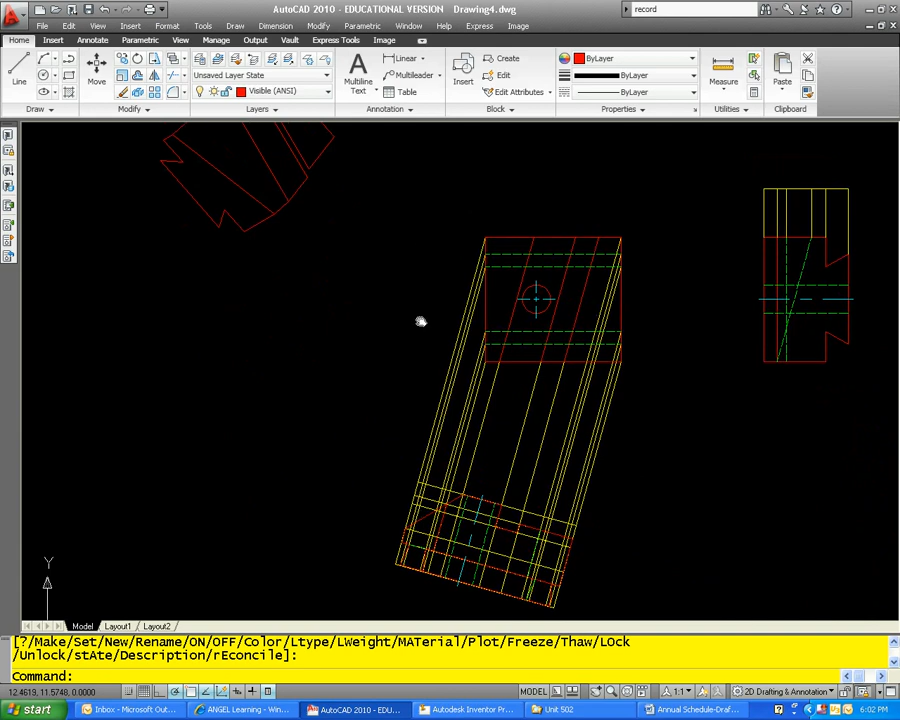 AutoCAD 2010 - EDUCATIONAL VERSION Drawing4.dwg
record
File Edit View Insert Format Tools Draw Dimension Modify Parametric Window Help Express Image
Home Insert Annotate Parametric View Manage Output Vault Express Tools Image
Line
Move
Unsaved Layer State
Visible (ANSI)
Multiline
Text
Linear
Multileader
Table
Insert
Create
Edit
Edit Attributes
ByLayer
ByLayer
ByLayer
Measure
Paste
Draw Modify Layers Annotation Block Properties Utilities Clipboard
Y
Model Layout1 Layout2
[?/Make/Set/New/Rename/ON/OFF/Color/Ltype/LWeight/MATerial/Plot/Freeze/Thaw/LOck
/Unlock/stAte/Description/rEconcile]:
Command:
12.4619, 11.5748, 0.0000
MODEL
1:1
2D Drafting & Annotation
start
Inbox - Microsoft Out...
ANGEL Learning - Win...
AutoCAD 2010 - EDU...
Autodesk Inventor Pr...
Unit 502
Annual Schedule-Draf...
6:02 PM